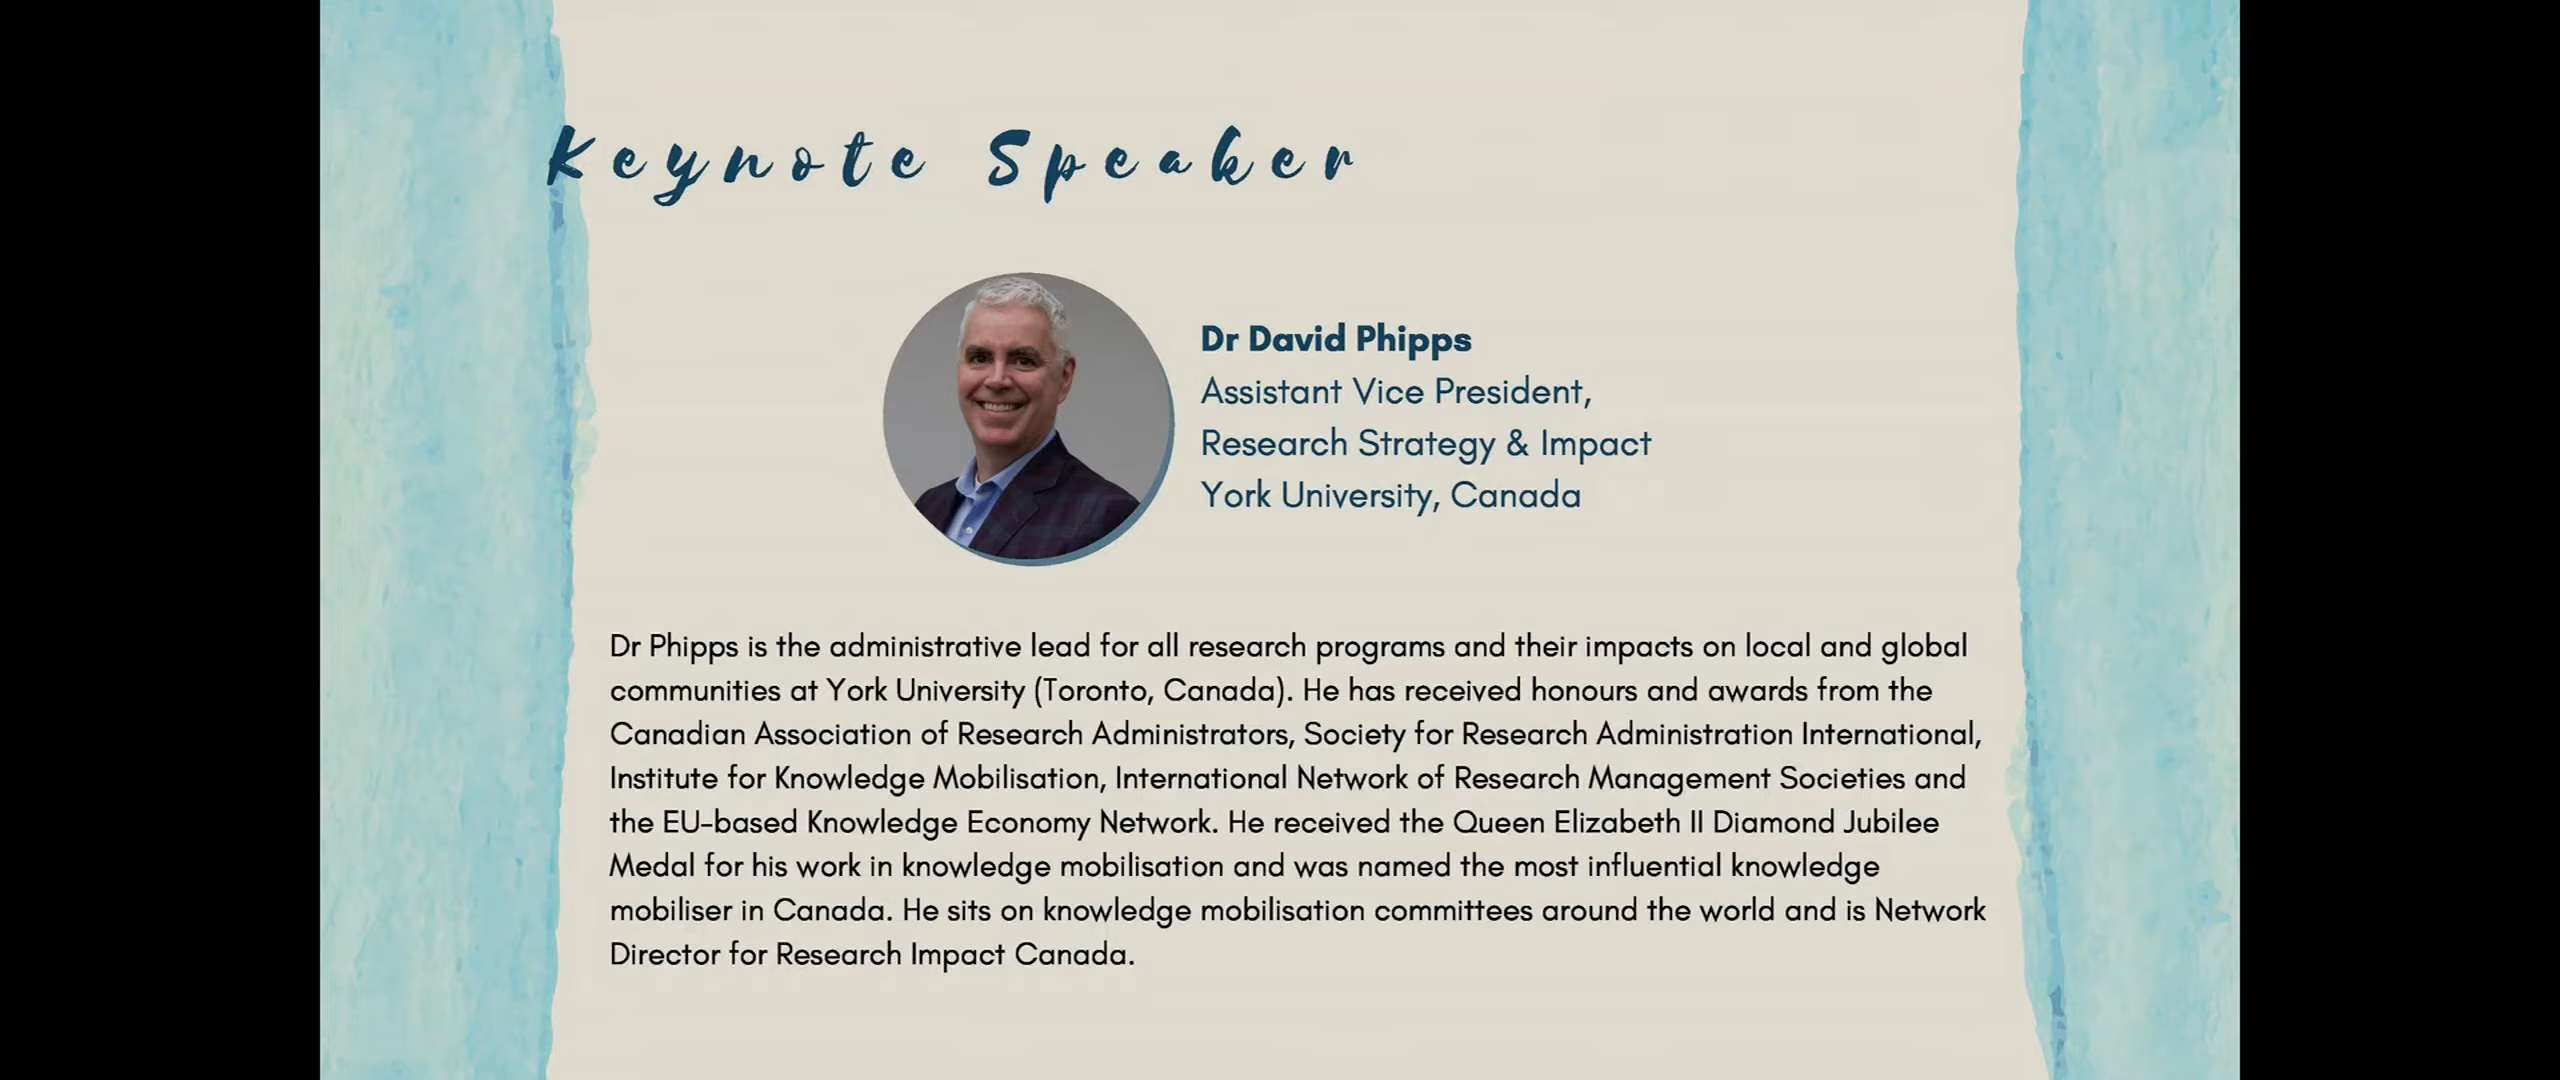 Keynote Speaker
Dr David Phipps
Assistant Vice President,
Research Strategy & Impact
York University, Canada
Dr Phipps is the administrative lead for all research programs and their impacts on local and global
communities at York University (Toronto, Canada). He has received honours and awards from the
Canadian Association of Research Administrators, Society for Research Administration International,
Institute for Knowledge Mobilisation, International Network of Research Management Societies and
the EU-based Knowledge Economy Network. He received the Queen Elizabeth II Diamond Jubilee
Medal for his work in knowledge mobilisation and was named the most influential knowledge
mobiliser in Canada. He sits on knowledge mobilisation committees around the world and is Network
Director for Research Impact Canada.